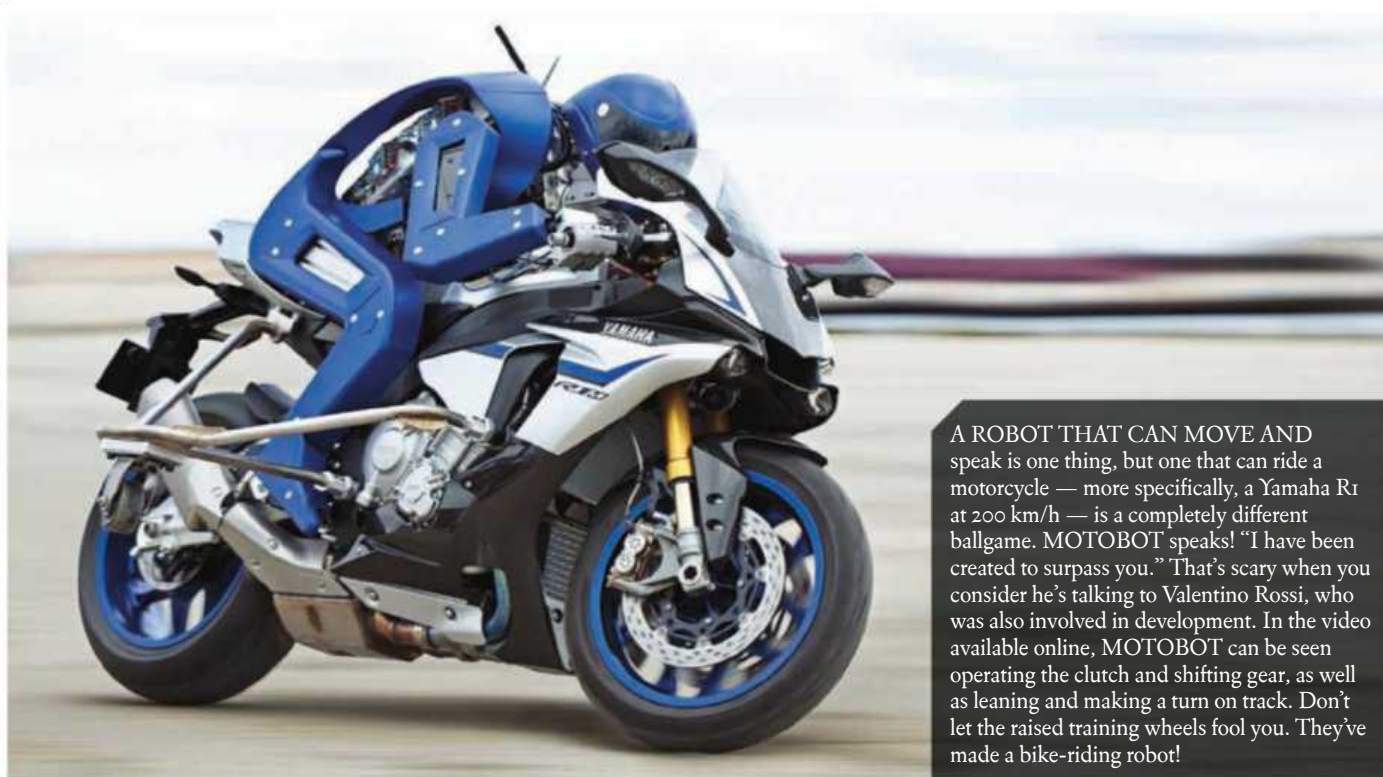 YAMAHA
R1M
A ROBOT THAT CAN MOVE AND
speak is one thing, but one that can ride a
motorcycle — more specifically, a Yamaha R1
at 200 km/h — is a completely different
ballgame. MOTOBOT speaks! “I have been
created to surpass you.” That’s scary when you
consider he’s talking to Valentino Rossi, who
was also involved in development. In the video
available online, MOTOBOT can be seen
operating the clutch and shifting gear, as well
as leaning and making a turn on track. Don’t
let the raised training wheels fool you. They’ve
made a bike-riding robot!